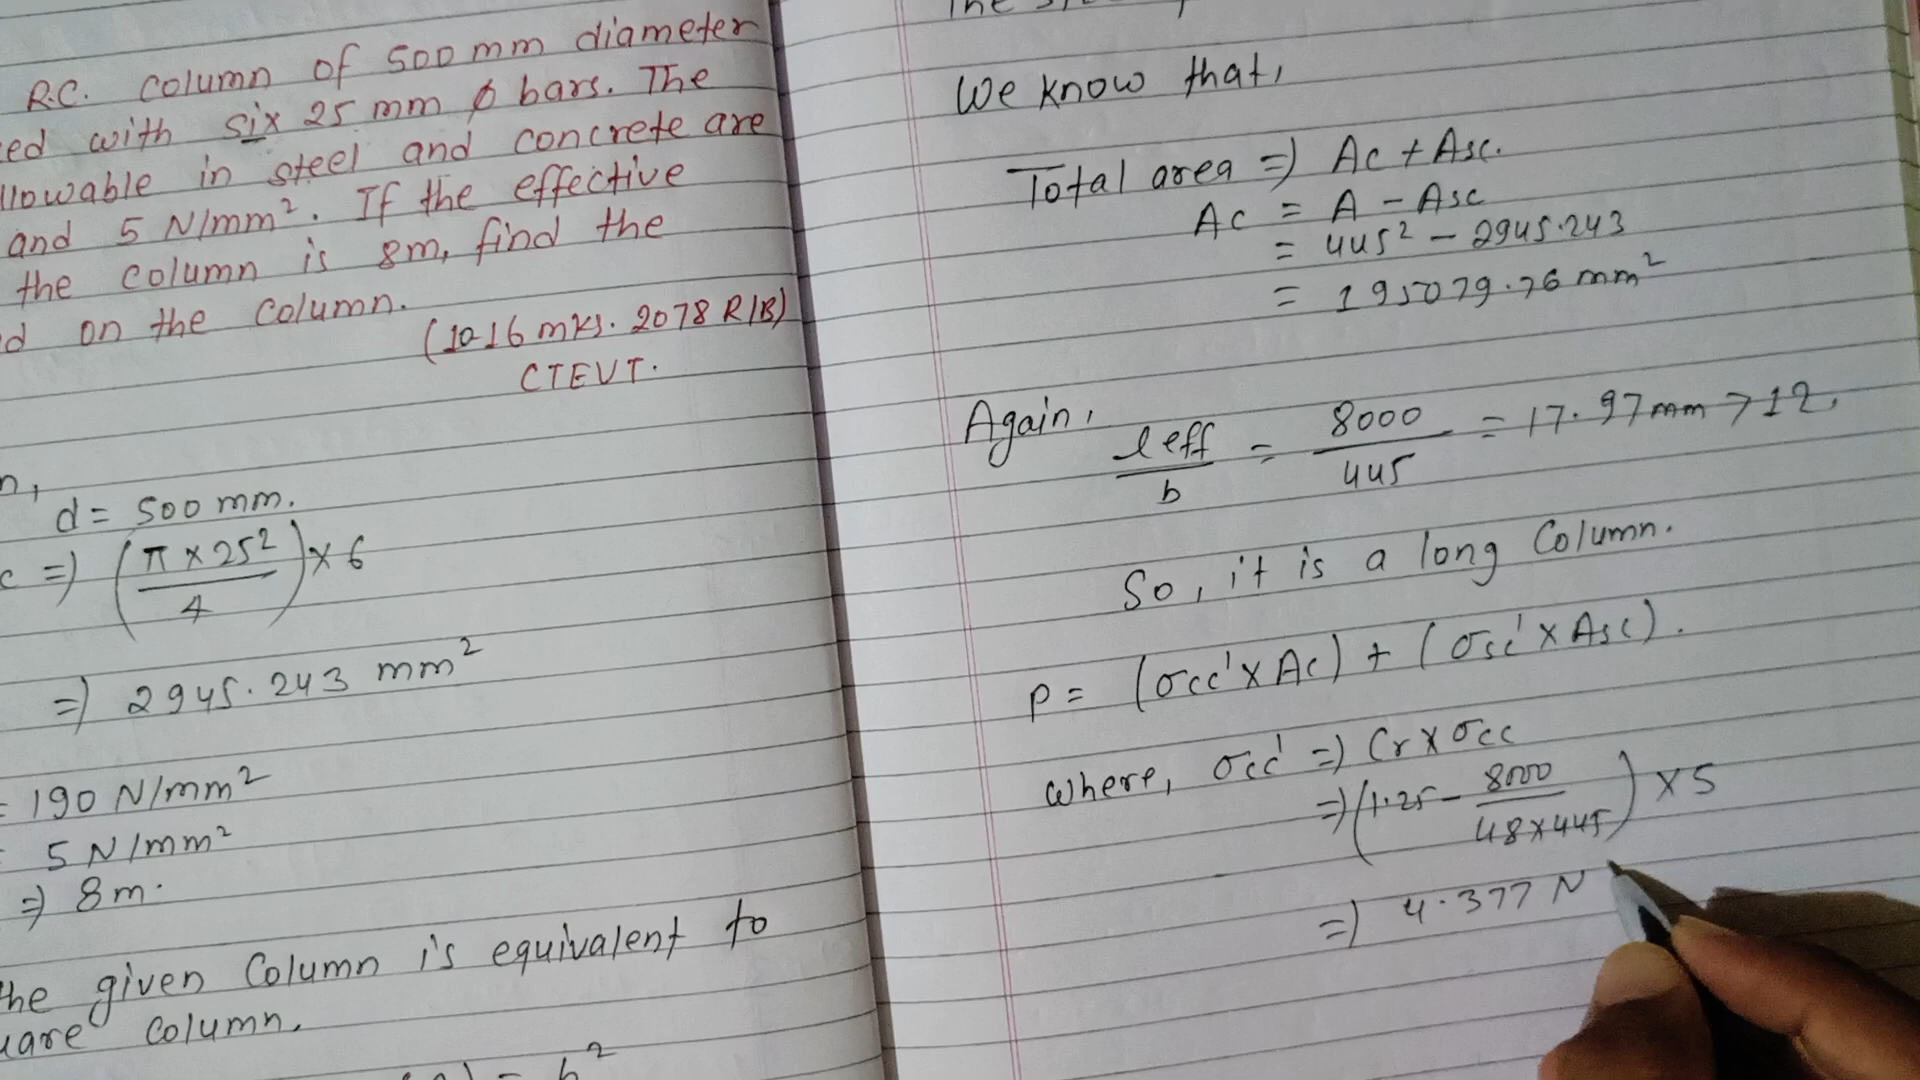 R.C. column of 500 mm diameter
ed with six 25 mm ϕ bars. The
llowable in steel and concrete are
and 5 N/mm². If the effective
the column is 8m, find the
d on the column.
(10-16 mks. 2078 R/B)
CTEVT.
n,
d = 500 mm.
c ⇒ (π × 25² / 4) × 6
⇒ 2945.243 mm²
= 190 N/mm²
= 5 N/mm²
⇒ 8m.
he given column is equivalent to
uare column.
= b²
The
We know that,
Total area ⇒ Ac + Asc.
Ac = A - Asc
= 445² - 2945.243
= 195079.76 mm²
Again, leff / b = 8000 / 445 = 17.97 mm > 12,
So, it is a long column.
P = (σcc' × Ac) + (σsc' × Asc).
where, σcc' ⇒ Cr × σcc
⇒ (1.25 - 8000 / 48×445) × 5
⇒ 4.377 N